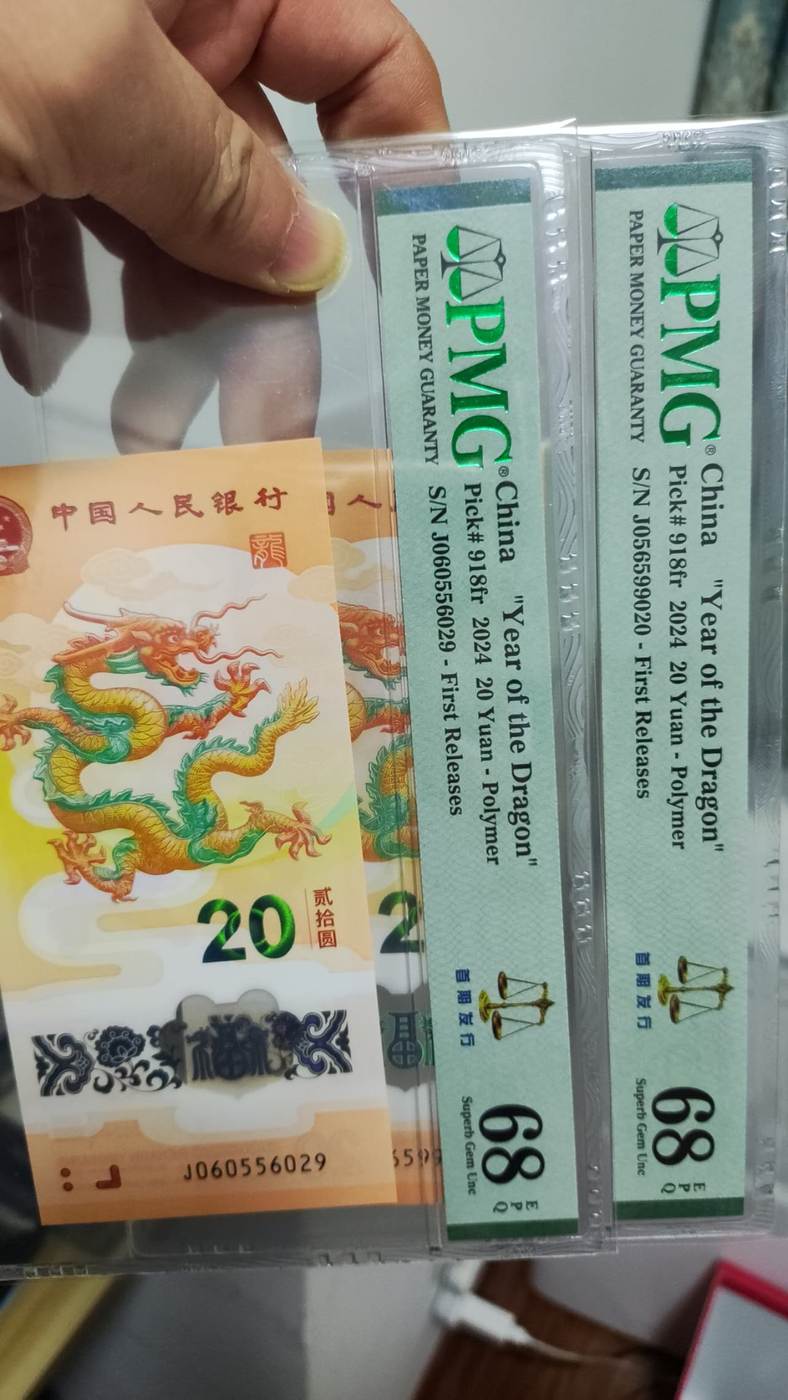 中国人民银行
龍
20
贰拾圆
福
J060556029
PMG®
PAPER MONEY GUARANTY
China "Year of the Dragon"
Pick# 918fr 2024 20 Yuan - Polymer
S/N J060556029 - First Releases
首期发行
68 EPQ
Superb Gem Unc
PMG®
PAPER MONEY GUARANTY
China "Year of the Dragon"
Pick# 918fr 2024 20 Yuan - Polymer
S/N J056599020 - First Releases
首期发行
68 EPQ
Superb Gem Unc